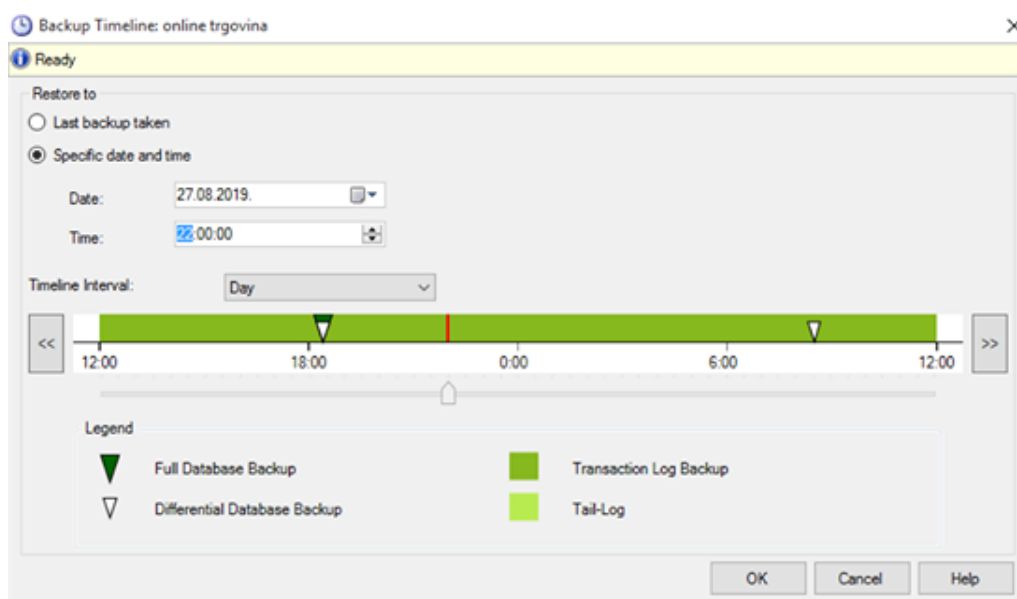 Backup Timeline: online trgovina
Ready
Restore to
Last backup taken
Specific date and time
Date: 27.08.2019.
Time: 22:00:00
Timeline Interval: Day
<< >>
12:00 18:00 0:00 6:00 12:00
Legend
Full Database Backup Transaction Log Backup
Differential Database Backup Tail-Log
OK Cancel Help